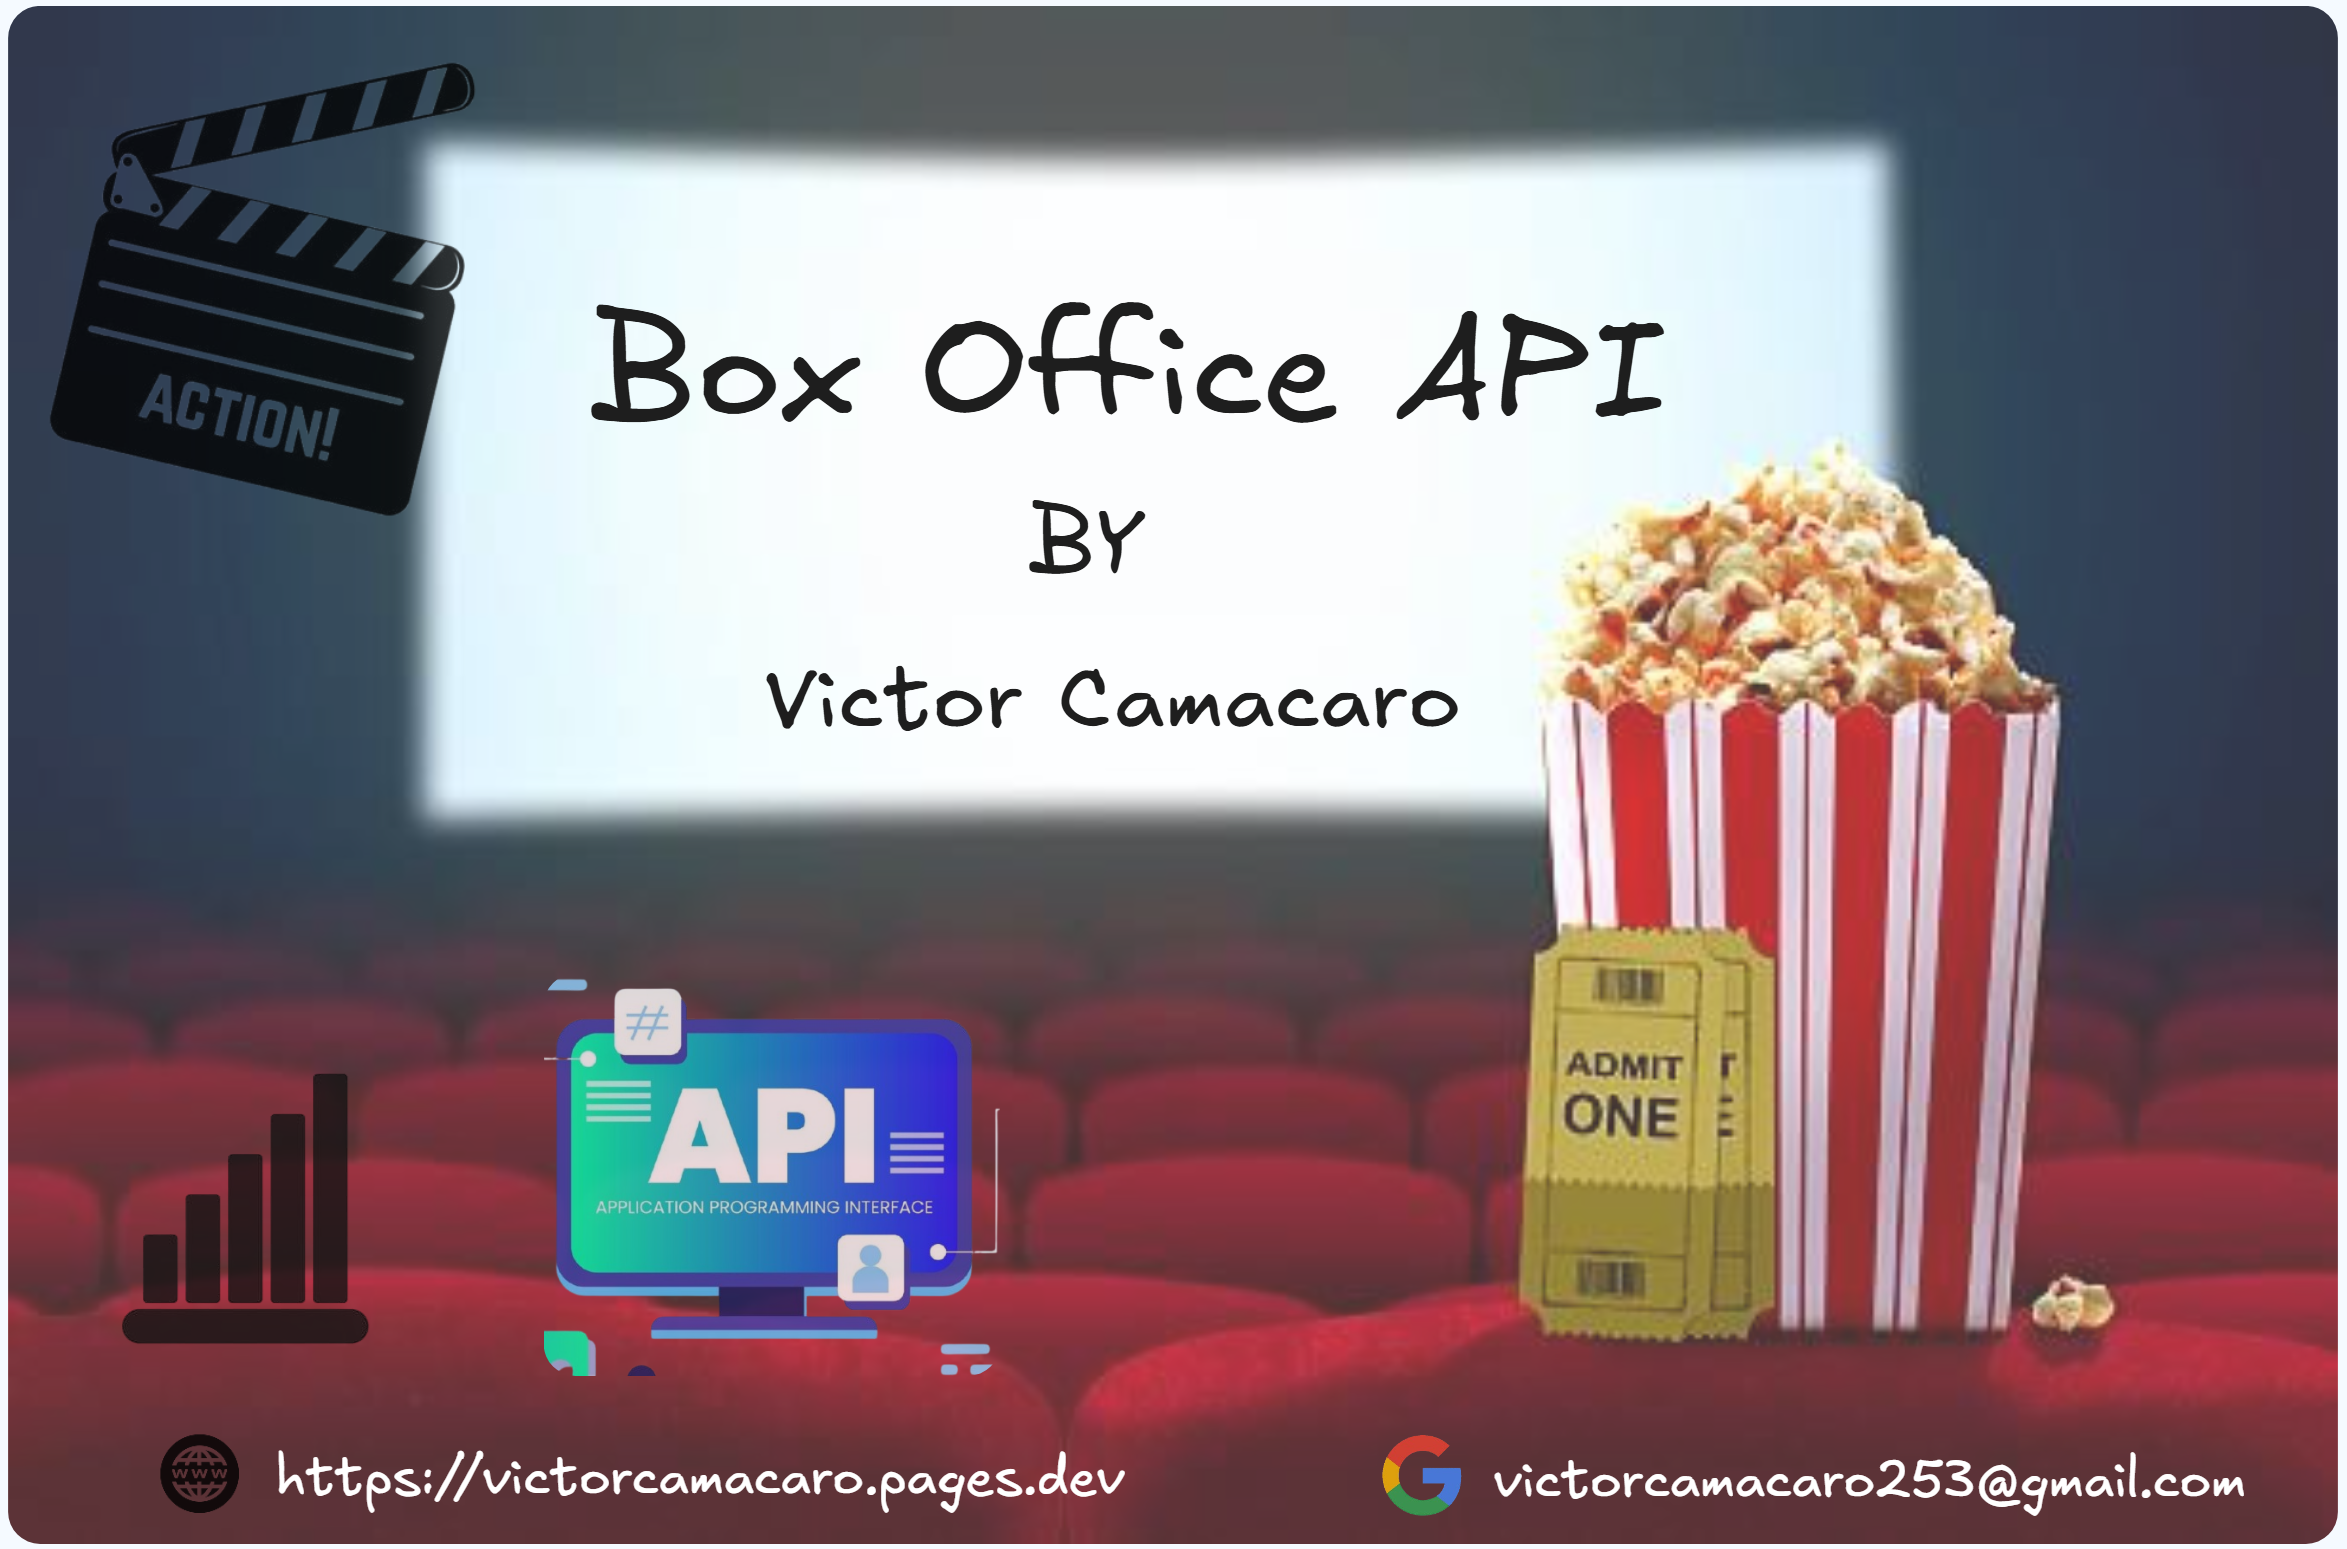 ACTION!
Box Office API
BY
Victor Camacaro
ADMIT
ONE
#
API
APPLICATION PROGRAMMING INTERFACE
www
https://victorcamacaro.pages.dev
G
victorcamacaro253@gmail.com